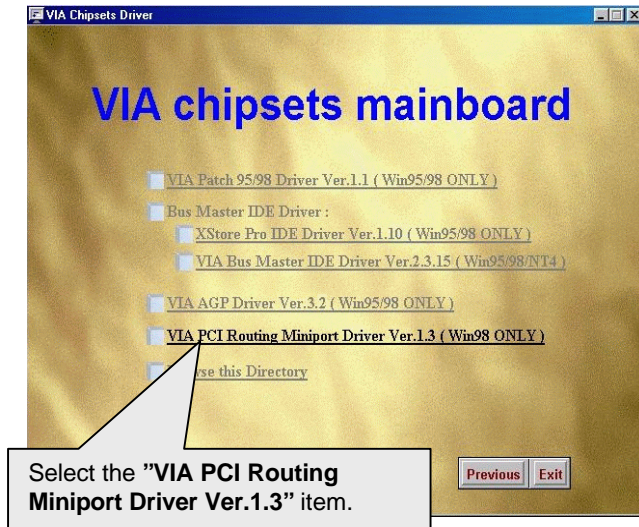 VIA Chipsets Driver
VIA chipsets mainboard
VIA Patch 95/98 Driver Ver.1.1 ( Win95/98 ONLY )
Bus Master IDE Driver :
XStore Pro IDE Driver Ver.1.10 ( Win95/98 ONLY )
VIA Bus Master IDE Driver Ver.2.3.15 ( Win95/98/NT4 )
VIA AGP Driver Ver.3.2 ( Win95/98 ONLY )
VIA PCI Routing Miniport Driver Ver.1.3 ( Win98 ONLY )
this Directory
Select the ”VIA PCI Routing
Miniport Driver Ver.1.3” item.
Previous Exit